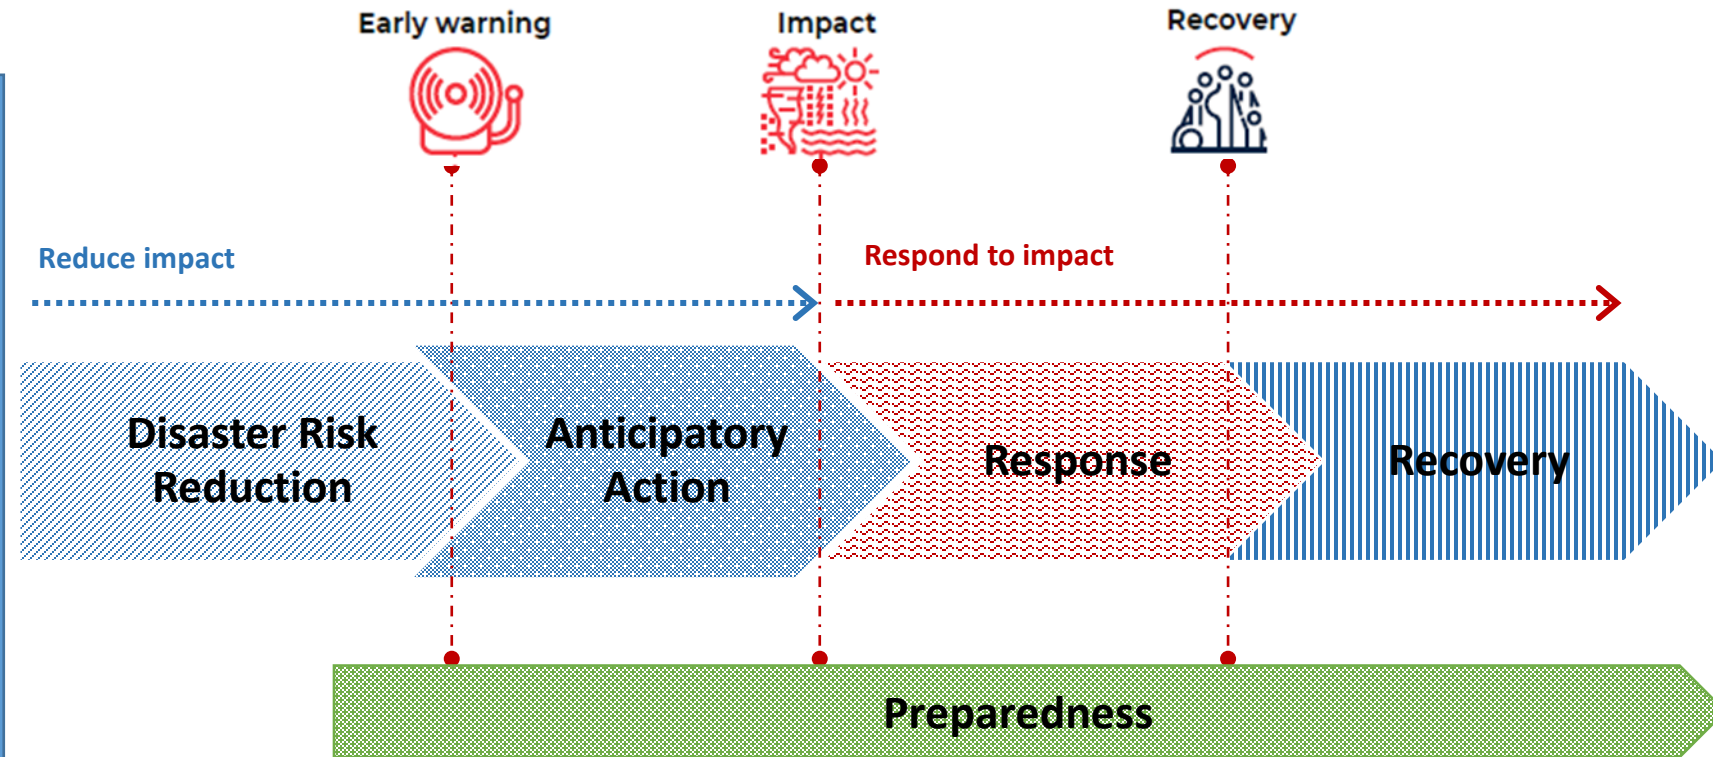 Early warning
Impact
Recovery
Reduce impact
Respond to impact
Disaster Risk
Reduction
Anticipatory
Action
Response
Recovery
Preparedness